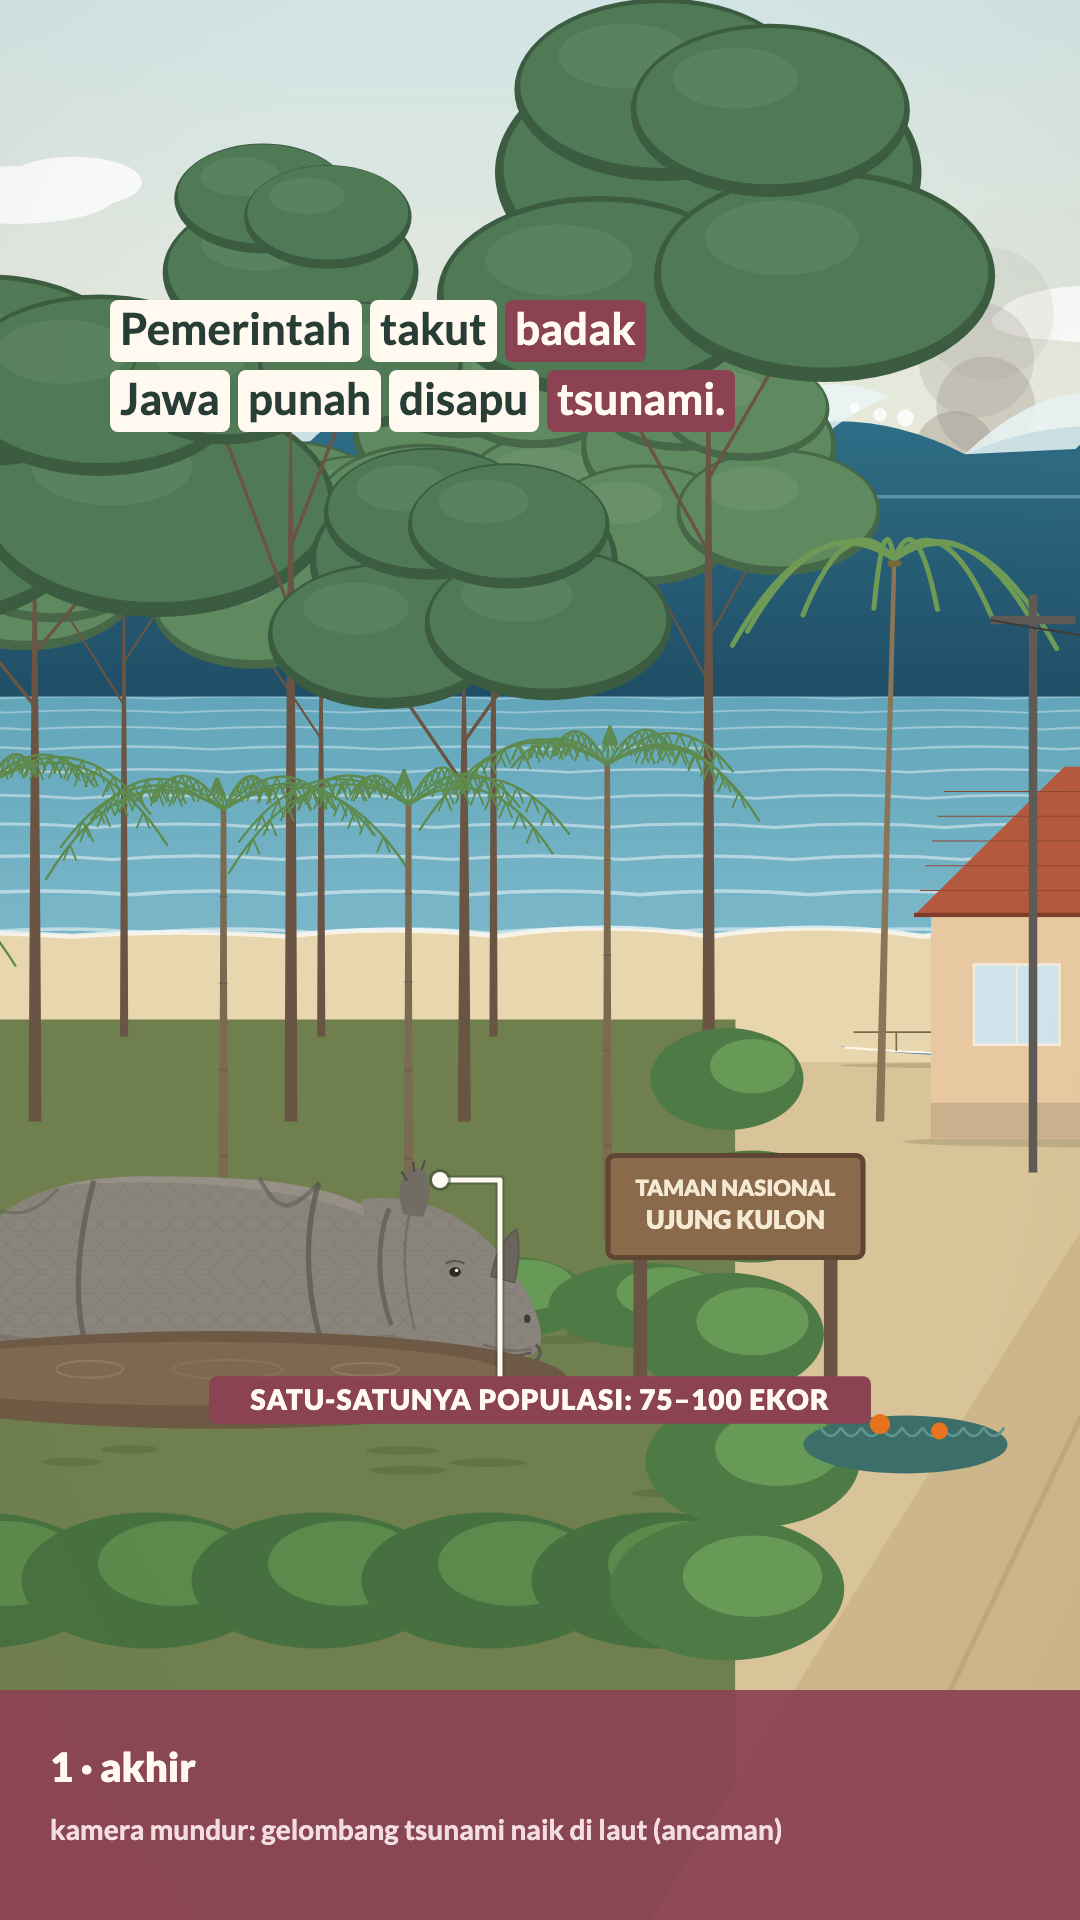 Pemerintah takut badak
Jawa punah disapu tsunami.
TAMAN NASIONAL
UJUNG KULON
SATU-SATUNYA POPULASI: 75–100 EKOR
1 · akhir
kamera mundur: gelombang tsunami naik di laut (ancaman)